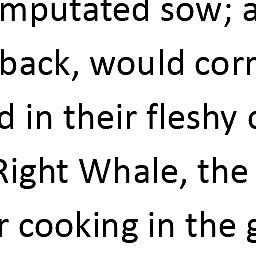 mputated sow; a
back, would corr
d in their fleshy
Right Whale, the
r cooking in the g